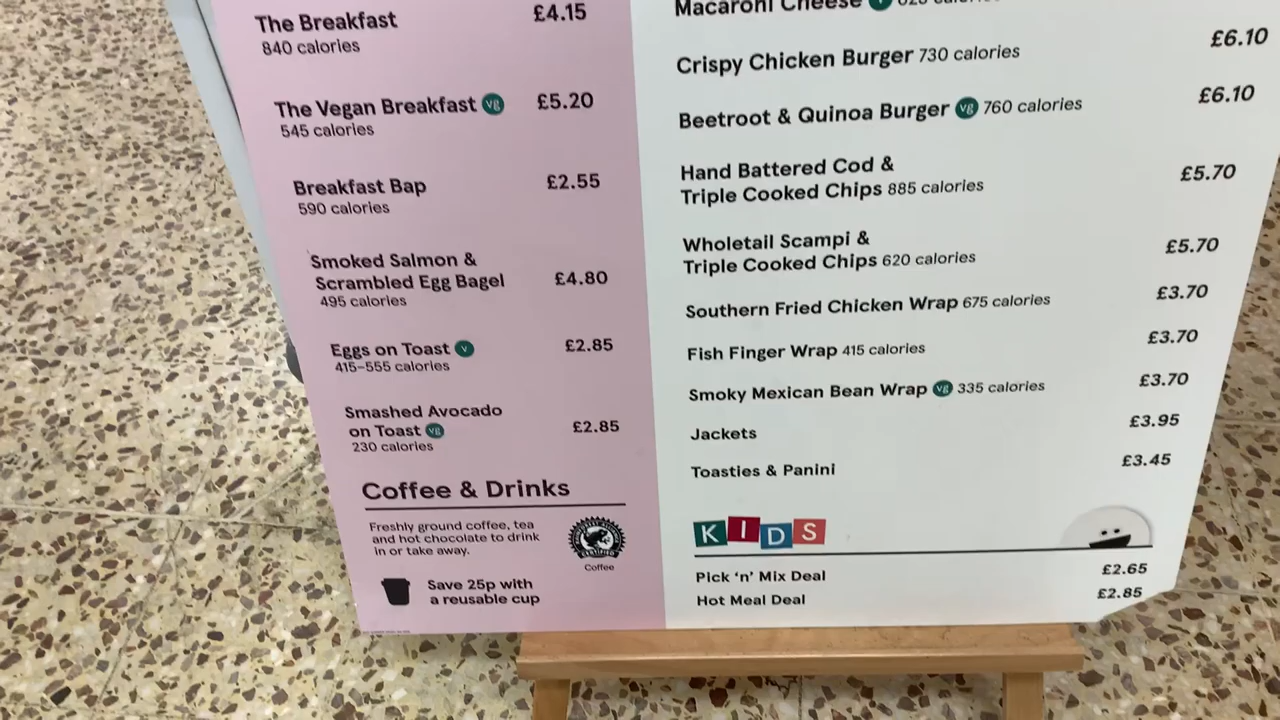 The Breakfast £4.15
840 calories
The Vegan Breakfast vg £5.20
545 calories
Breakfast Bap £2.55
590 calories
Smoked Salmon &
Scrambled Egg Bagel £4.80
495 calories
Eggs on Toast v £2.85
415-555 calories
Smashed Avocado
on Toast vg £2.85
230 calories
Coffee & Drinks
Freshly ground coffee, tea
and hot chocolate to drink
in or take away.
CERTIFIED
Coffee
Save 25p with
a reusable cup
Macaroni Cheese
Crispy Chicken Burger 730 calories £6.10
Beetroot & Quinoa Burger vg 760 calories £6.10
Hand Battered Cod &
Triple Cooked Chips 885 calories £5.70
Wholetail Scampi &
Triple Cooked Chips 620 calories £5.70
Southern Fried Chicken Wrap 675 calories £3.70
Fish Finger Wrap 415 calories £3.70
Smoky Mexican Bean Wrap vg 335 calories £3.70
Jackets £3.95
Toasties & Panini £3.45
KIDS
Pick 'n' Mix Deal £2.65
Hot Meal Deal £2.85